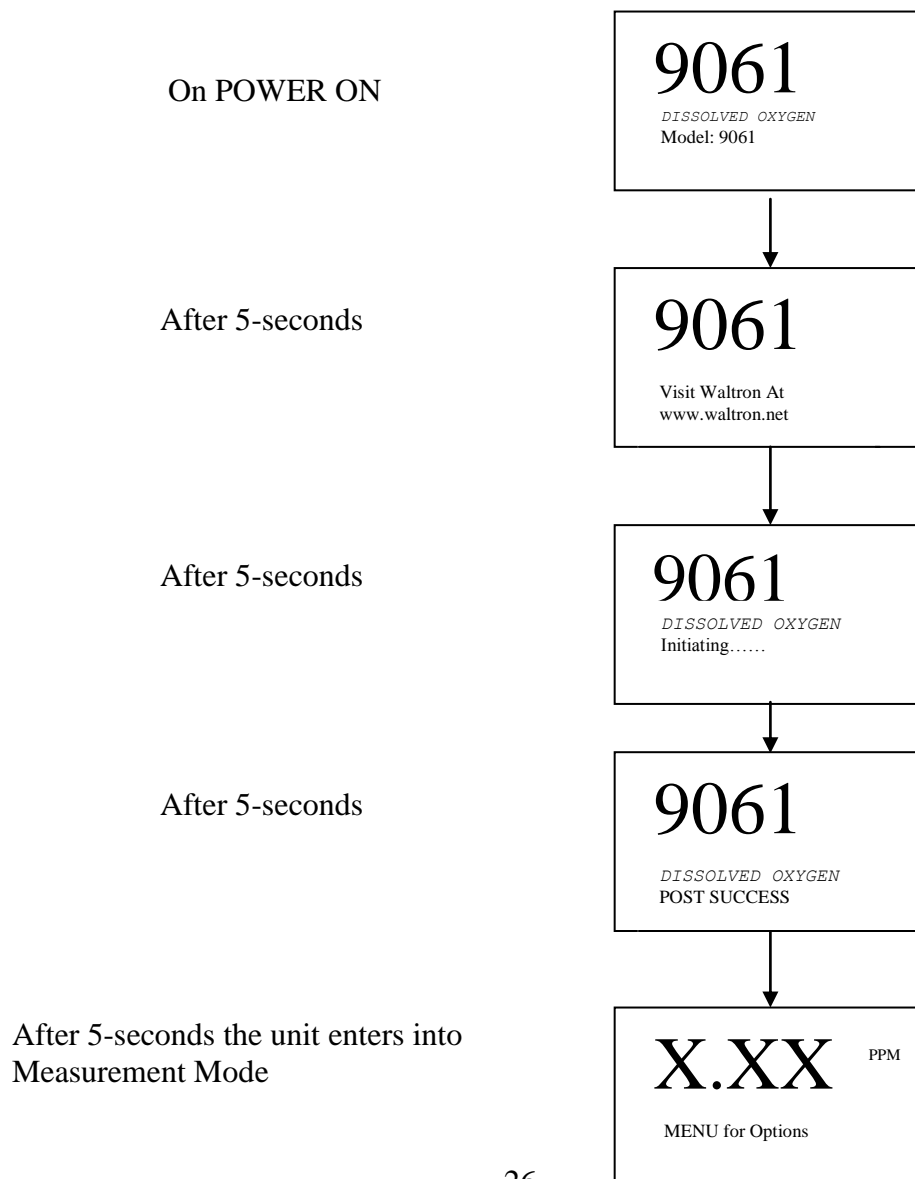 On POWER ON
9061
DISSOLVED OXYGEN
Model: 9061
After 5-seconds
9061
Visit Waltron At
www.waltron.net
After 5-seconds
9061
DISSOLVED OXYGEN
Initiating……
After 5-seconds
9061
DISSOLVED OXYGEN
POST SUCCESS
After 5-seconds the unit enters into
Measurement Mode
X.XX PPM
MENU for Options
26